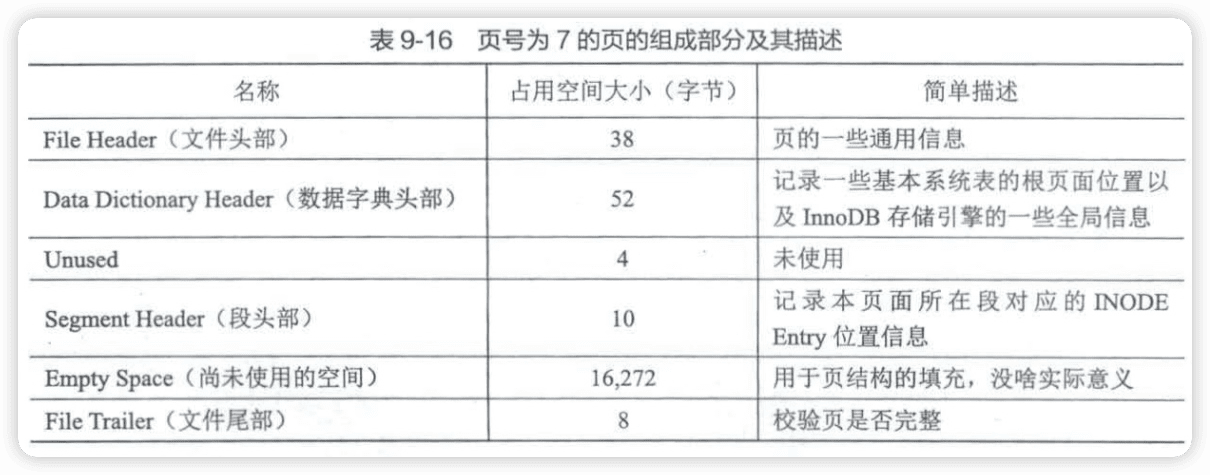 表 9-16 页号为 7 的页的组成部分及其描述
名称 占用空间大小（字节） 简单描述
File Header（文件头部） 38 页的一些通用信息
Data Dictionary Header（数据字典头部） 52 记录一些基本系统表的根页面位置以
及 InnoDB 存储引擎的一些全局信息
Unused 4 未使用
Segment Header（段头部） 10 记录本页面所在段对应的 INODE
Entry 位置信息
Empty Space（尚未使用的空间） 16,272 用于页结构的填充，没啥实际意义
File Trailer（文件尾部） 8 校验页是否完整